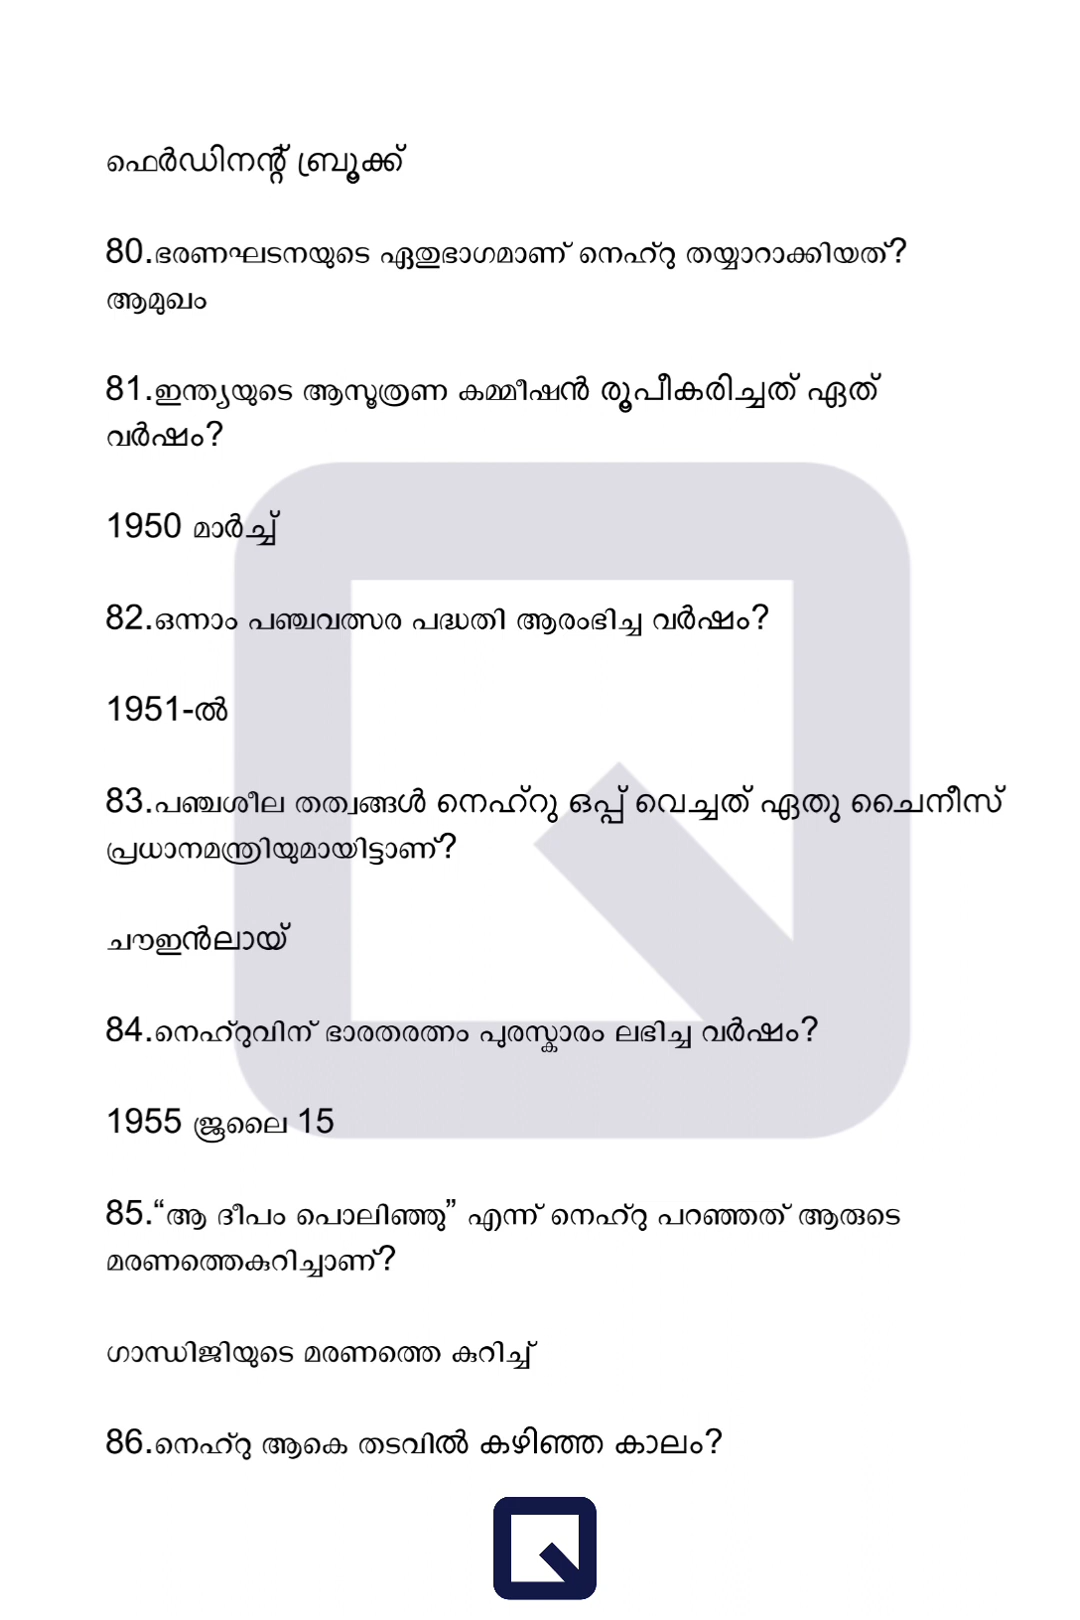 ഫെർഡിനന്റ് ബ്രൂക്ക്
80.ഭരണഘടനയുടെ ഏതുഭാഗമാണ് നെഹ്റു തയ്യാറാക്കിയത്?
ആമുഖം
81.ഇന്ത്യയുടെ ആസൂത്രണ കമ്മീഷൻ രൂപീകരിച്ചത് ഏത്
വർഷം?
1950 മാർച്ച്
82.ഒന്നാം പഞ്ചവത്സര പദ്ധതി ആരംഭിച്ച വർഷം?
1951-ൽ
83.പഞ്ചശീല തത്വങ്ങൾ നെഹ്റു ഒപ്പ് വെച്ചത് ഏതു ചൈനീസ്
പ്രധാനമന്ത്രിയുമായിട്ടാണ്?
ചൗഇൻലായ്
84.നെഹ്റുവിന് ഭാരതരത്നം പുരസ്കാരം ലഭിച്ച വർഷം?
1955 ജൂലൈ 15
85.“ആ ദീപം പൊലിഞ്ഞു” എന്ന് നെഹ്റു പറഞ്ഞത് ആരുടെ
മരണത്തെകുറിച്ചാണ്?
ഗാന്ധിജിയുടെ മരണത്തെ കുറിച്ച്
86.നെഹ്റു ആകെ തടവിൽ കഴിഞ്ഞ കാലം?